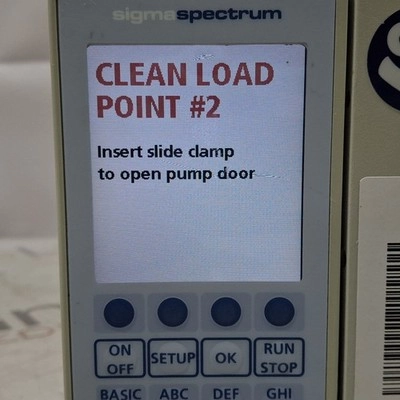 sigmaspectrum
CLEAN LOAD
POINT #2
Insert slide clamp
to open pump door
ON
OFF
SETUP
OK
RUN
STOP
BASIC ABC DEF GHI